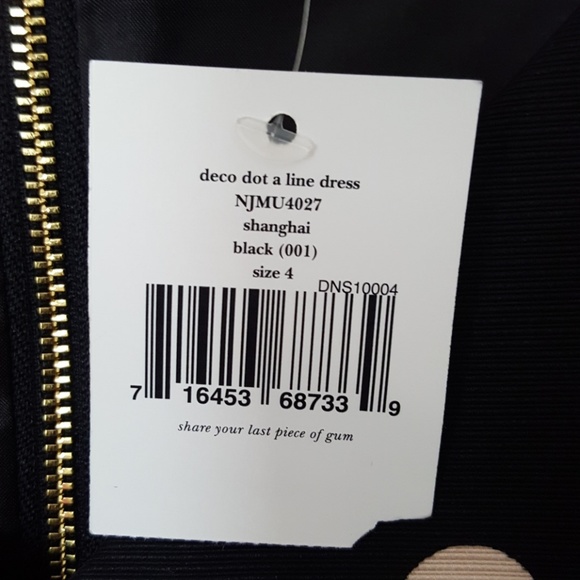 deco dot a line dress
NJMU4027
shanghai
black (001)
size 4
DNS10004
7 16453 68733 9
share your last piece of gum